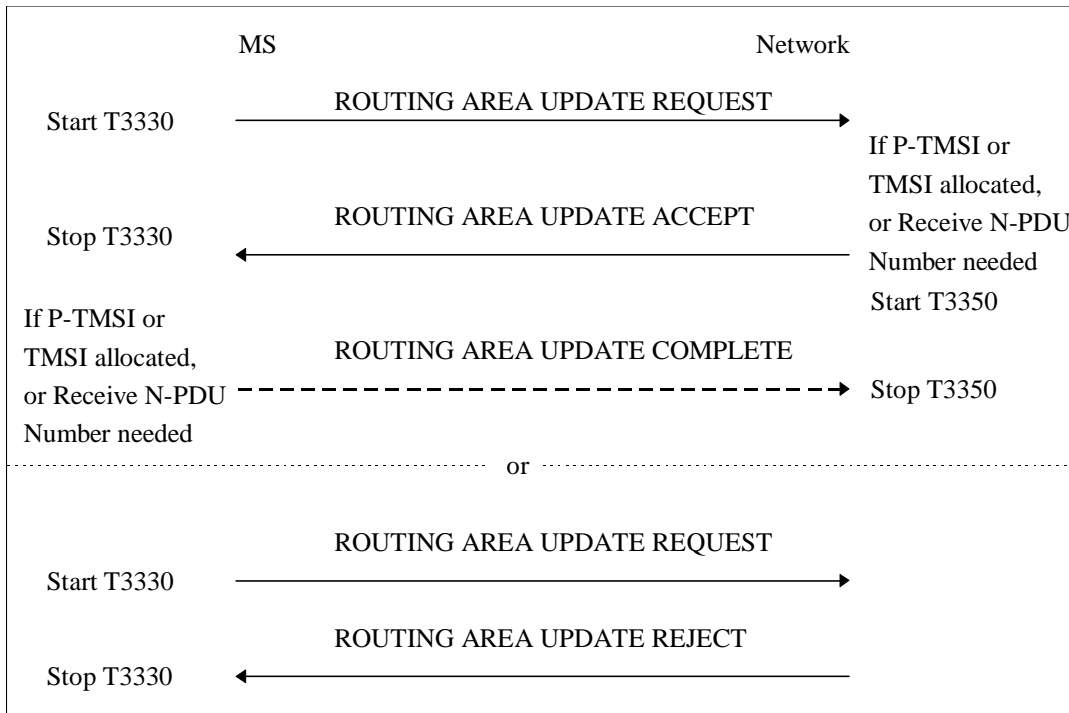 MS
Network
ROUTING AREA UPDATE REQUEST
Start T3330
If P-TMSI or
TMSI allocated,
or Receive N-PDU
Number needed
Start T3350
ROUTING AREA UPDATE ACCEPT
Stop T3330
If P-TMSI or
TMSI allocated,
or Receive N-PDU
Number needed
ROUTING AREA UPDATE COMPLETE
Stop T3350
or
ROUTING AREA UPDATE REQUEST
Start T3330
ROUTING AREA UPDATE REJECT
Stop T3330